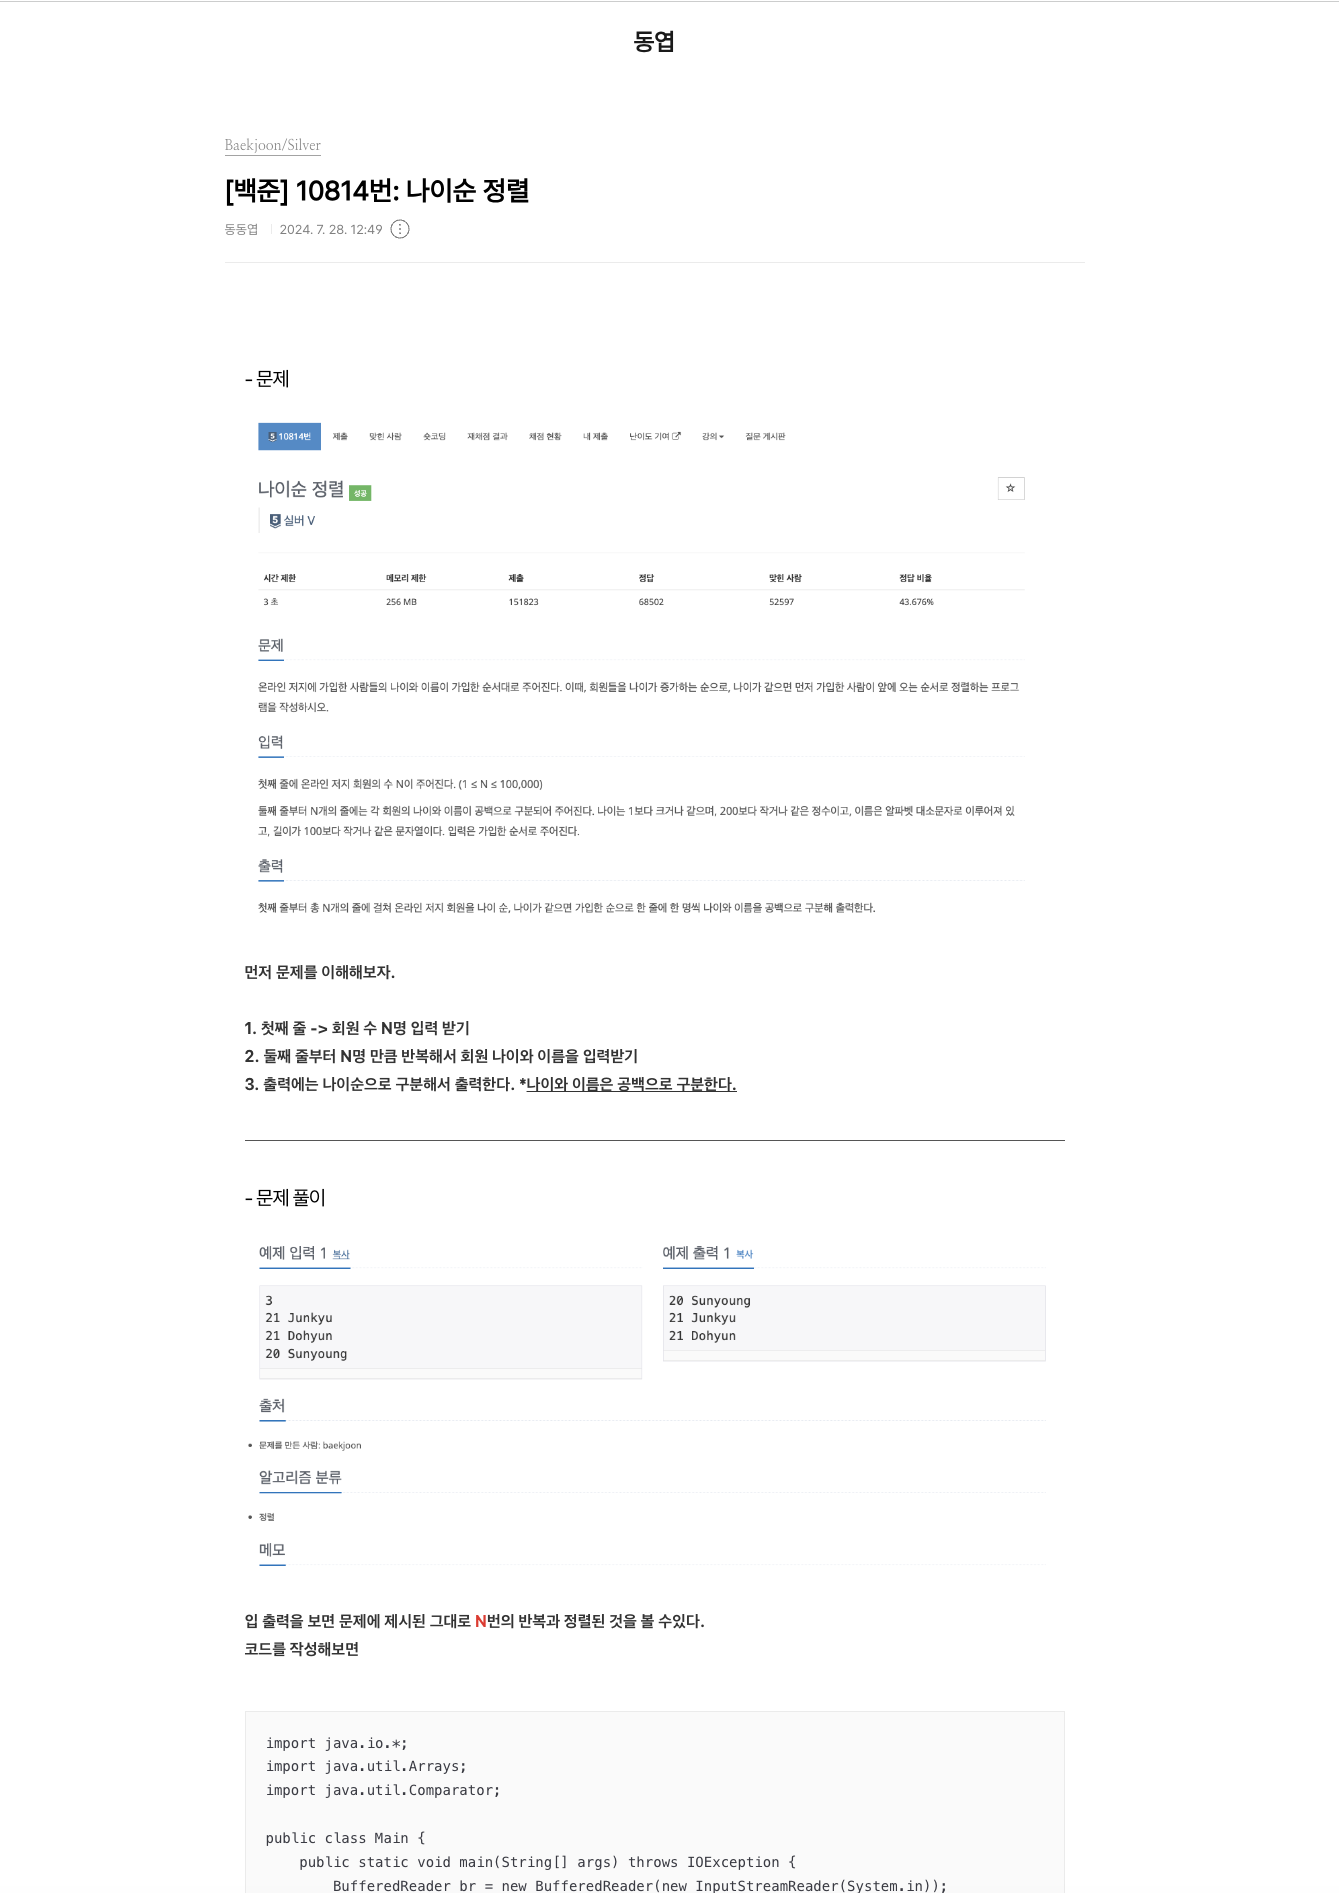 동엽
Baekjoon/Silver
[백준] 10814번: 나이순 정렬
동동엽 2024. 7. 28. 12:49
- 문제
5 10814번 제출 맞힌 사람 숏코딩 재채점 결과 채점 현황 내 제출 난이도 기여 강의 질문 게시판
나이순 정렬 성공
5 실버 V
시간 제한 메모리 제한 제출 정답 맞힌 사람 정답 비율
3 초 256 MB 151823 68502 52597 43.676%
문제
온라인 저지에 가입한 사람들의 나이와 이름이 가입한 순서대로 주어진다. 이때, 회원들을 나이가 증가하는 순으로, 나이가 같으면 먼저 가입한 사람이 앞에 오는 순서로 정렬하는 프로그
램을 작성하시오.
입력
첫째 줄에 온라인 저지 회원의 수 N이 주어진다. (1 ≤ N ≤ 100,000)
둘째 줄부터 N개의 줄에는 각 회원의 나이와 이름이 공백으로 구분되어 주어진다. 나이는 1보다 크거나 같으며, 200보다 작거나 같은 정수이고, 이름은 알파벳 대소문자로 이루어져 있
고, 길이가 100보다 작거나 같은 문자열이다. 입력은 가입한 순서로 주어진다.
출력
첫째 줄부터 총 N개의 줄에 걸쳐 온라인 저지 회원을 나이 순, 나이가 같으면 가입한 순으로 한 줄에 한 명씩 나이와 이름을 공백으로 구분해 출력한다.
먼저 문제를 이해해보자.
1. 첫째 줄 -> 회원 수 N명 입력 받기
2. 둘째 줄부터 N명 만큼 반복해서 회원 나이와 이름을 입력받기
3. 출력에는 나이순으로 구분해서 출력한다. *나이와 이름은 공백으로 구분한다.
- 문제 풀이
예제 입력 1 복사
3
21 Junkyu
21 Dohyun
20 Sunyoung
예제 출력 1 복사
20 Sunyoung
21 Junkyu
21 Dohyun
출처
• 문제를 만든 사람: baekjoon
알고리즘 분류
• 정렬
메모
입 출력을 보면 문제에 제시된 그대로 N번의 반복과 정렬된 것을 볼 수있다.
코드를 작성해보면
import java.io.*;
import java.util.Arrays;
import java.util.Comparator;
public class Main {
public static void main(String[] args) throws IOException {
BufferedReader br = new BufferedReader(new InputStreamReader(System.in));